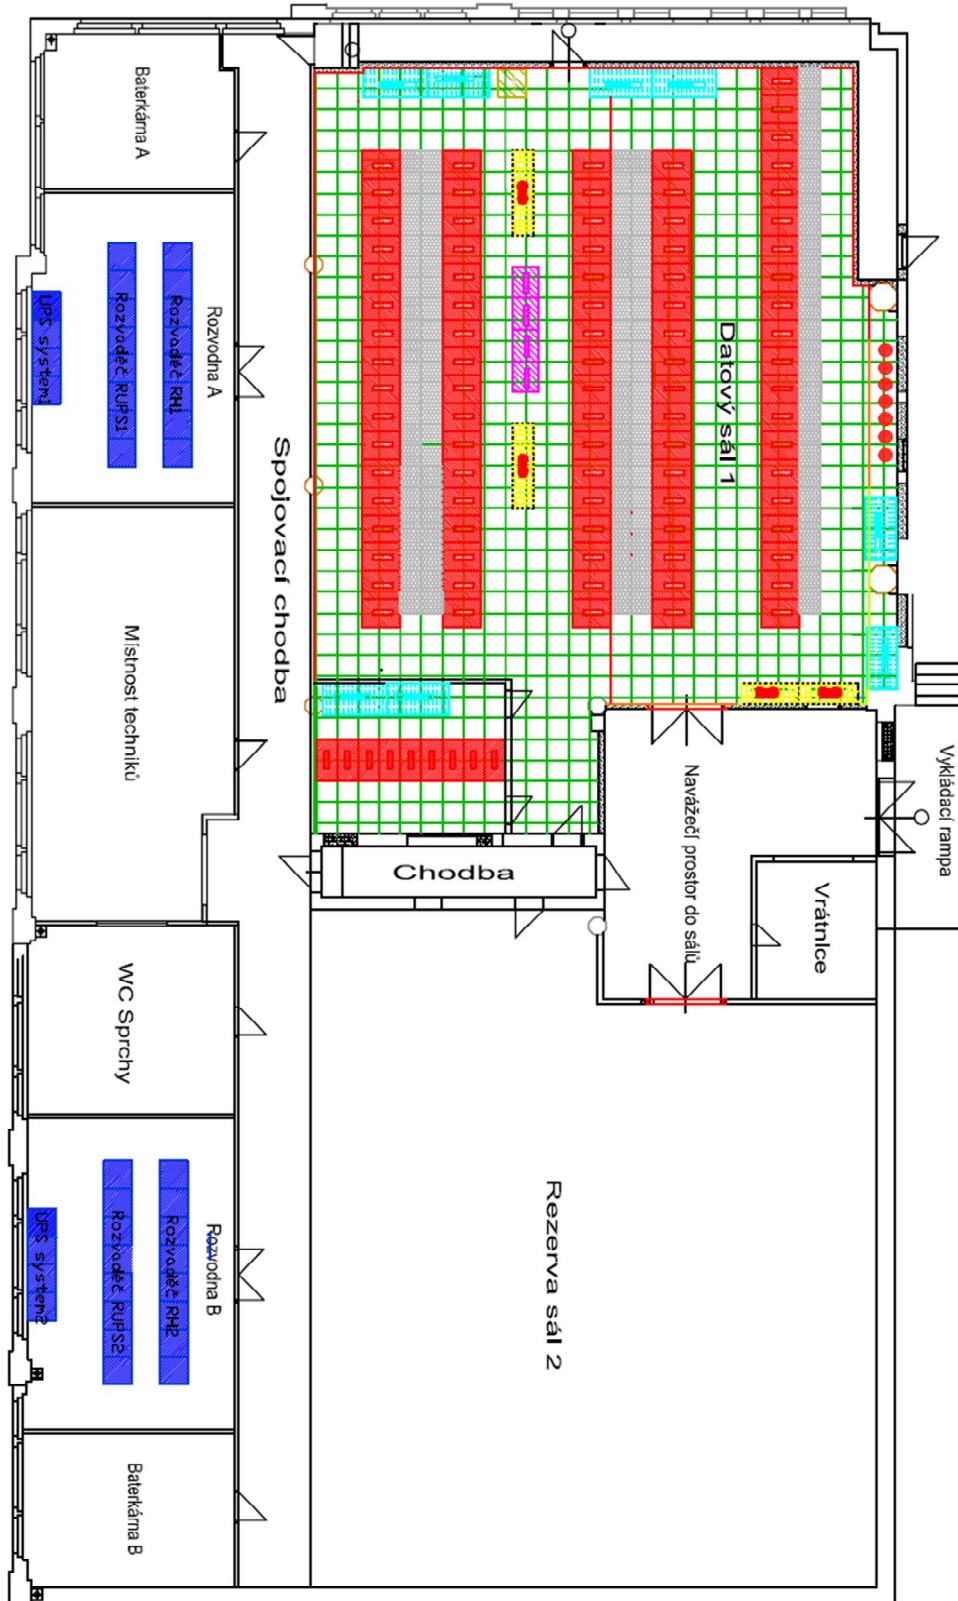 Baterkárna A
Rozvodna A
Rozvaděč RH1
Rozvaděč RUPS1
UPS system1
Datový sál 1
Spojovací chodba
Místnost techniků
Navážečí prostor do sálů
Vykládací rampa
Chodba
Vrátnice
WC Sprchy
Rezerva sál 2
Rozvodna B
Rozvaděč RH2
Rozvaděč RUPS2
UPS system2
Baterkárna B